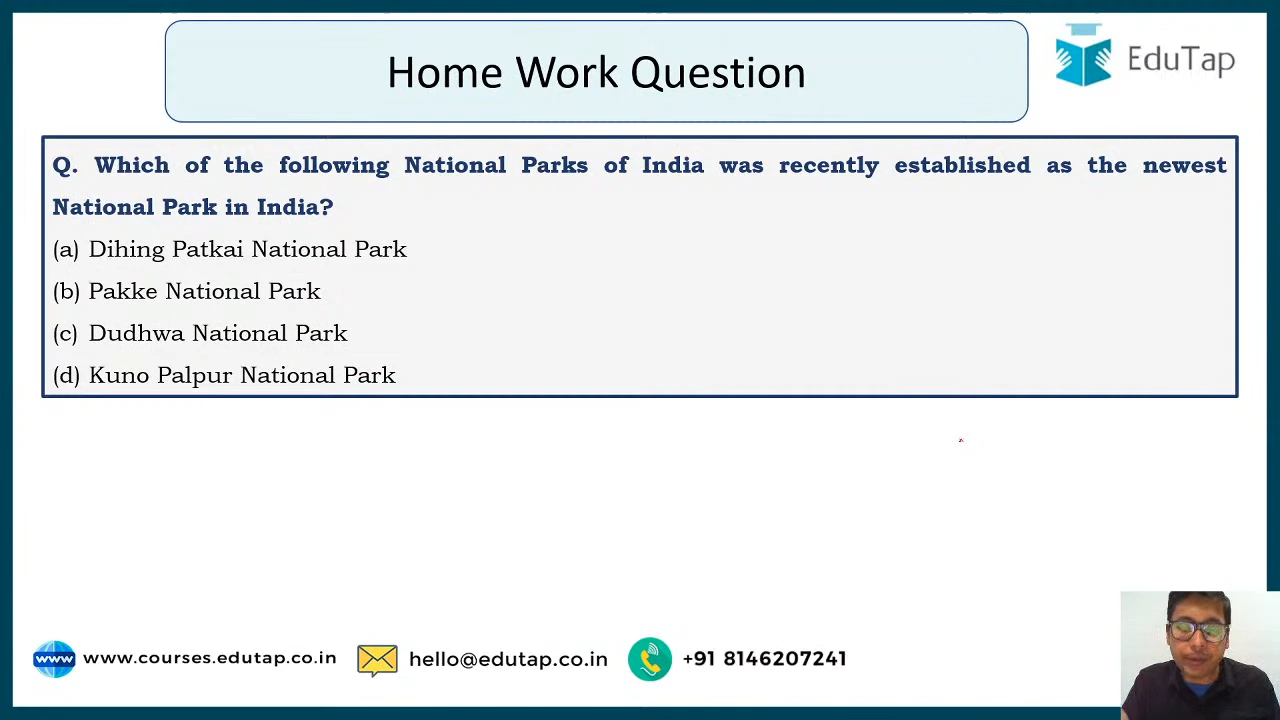 Home Work Question
EduTap
Q. Which of the following National Parks of India was recently established as the newest
National Park in India?
(a) Dihing Patkai National Park
(b) Pakke National Park
(c) Dudhwa National Park
(d) Kuno Palpur National Park
www www.courses.edutap.co.in hello@edutap.co.in +91 8146207241